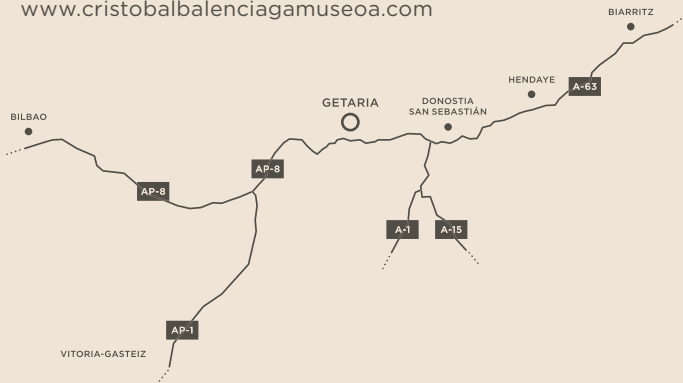 www.cristobalbalenciagamuseoa.com
BIARRITZ
HENDAYE
A-63
GETARIA
DONOSTIA
SAN SEBASTIÁN
BILBAO
AP-8
AP-8
A-1
A-15
AP-1
VITORIA-GASTEIZ